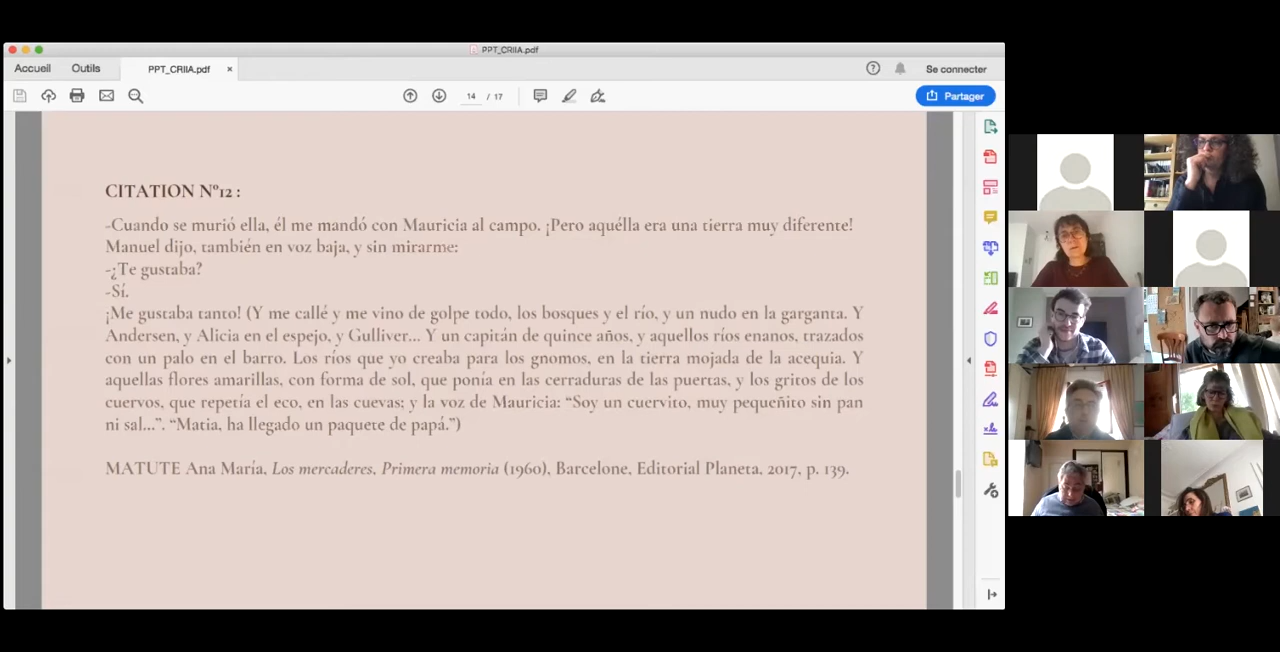 PPT_CRIIA.pdf
Accueil Outils PPT_CRIIA.pdf × Se connecter
14 / 17 Partager
CITATION Nº12 :
-Cuando se murió ella, él me mandó con Mauricia al campo. ¡Pero aquélla era una tierra muy diferente!
Manuel dijo, también en voz baja, y sin mirarme:
-¿Te gustaba?
-Sí.
¡Me gustaba tanto! (Y me callé y me vino de golpe todo, los bosques y el río, y un nudo en la garganta. Y
Andersen, y Alicia en el espejo, y Gulliver... Y un capitán de quince años, y aquellos ríos enanos, trazados
con un palo en el barro. Los ríos que yo creaba para los gnomos, en la tierra mojada de la acequia. Y
aquellas flores amarillas, con forma de sol, que ponía en las cerraduras de las puertas, y los gritos de los
cuervos, que repetía el eco, en las cuevas; y la voz de Mauricia: “Soy un cuervito, muy pequeñito sin pan
ni sal...”. “Matia, ha llegado un paquete de papá.”)
MATUTE Ana María, Los mercaderes, Primera memoria (1960), Barcelone, Editorial Planeta, 2017, p. 139.